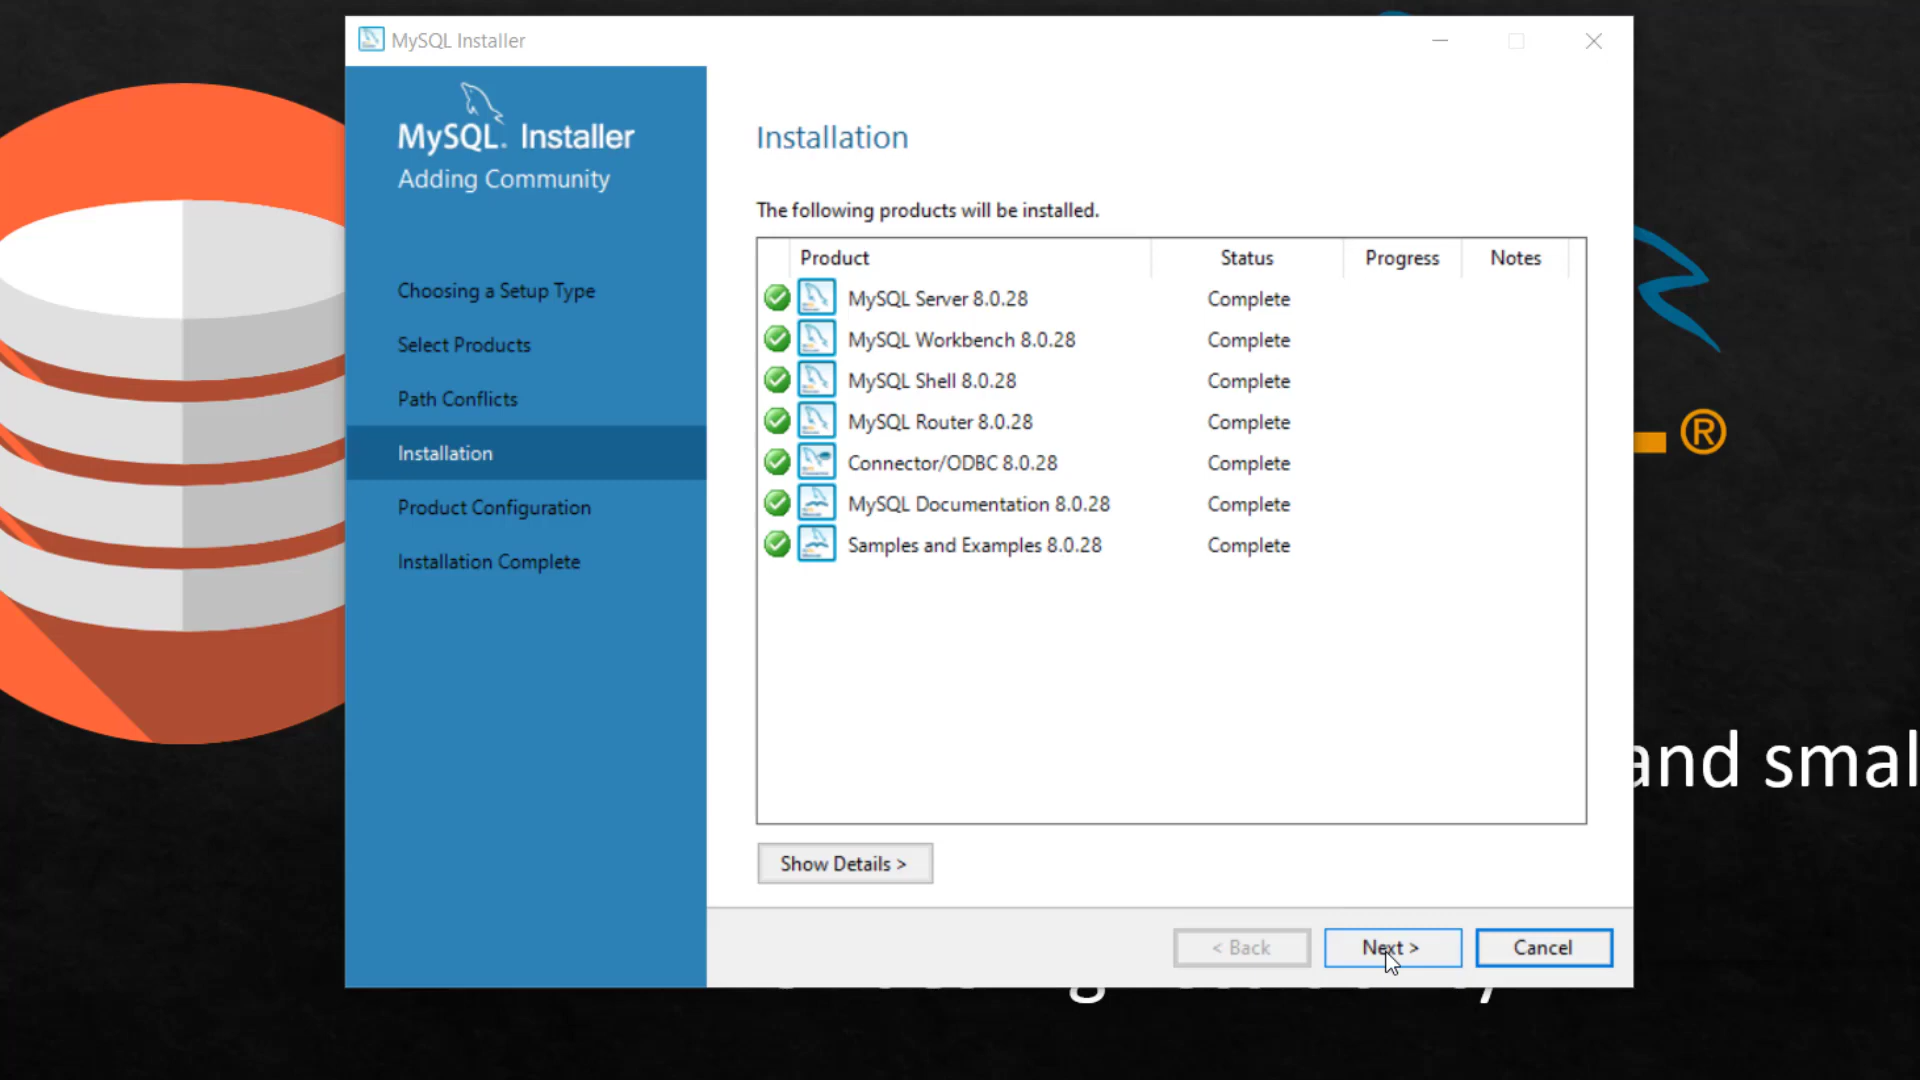 MySQL Installer
MySQL. Installer
Adding Community
Choosing a Setup Type
Select Products
Path Conflicts
Installation
Product Configuration
Installation Complete
Installation
The following products will be installed.
Product Status Progress Notes
MySQL Server 8.0.28 Complete
MySQL Workbench 8.0.28 Complete
MySQL Shell 8.0.28 Complete
MySQL Router 8.0.28 Complete
Connector/ODBC 8.0.28 Complete
MySQL Documentation 8.0.28 Complete
Samples and Examples 8.0.28 Complete
Show Details >
< Back Next > Cancel
®
and smal